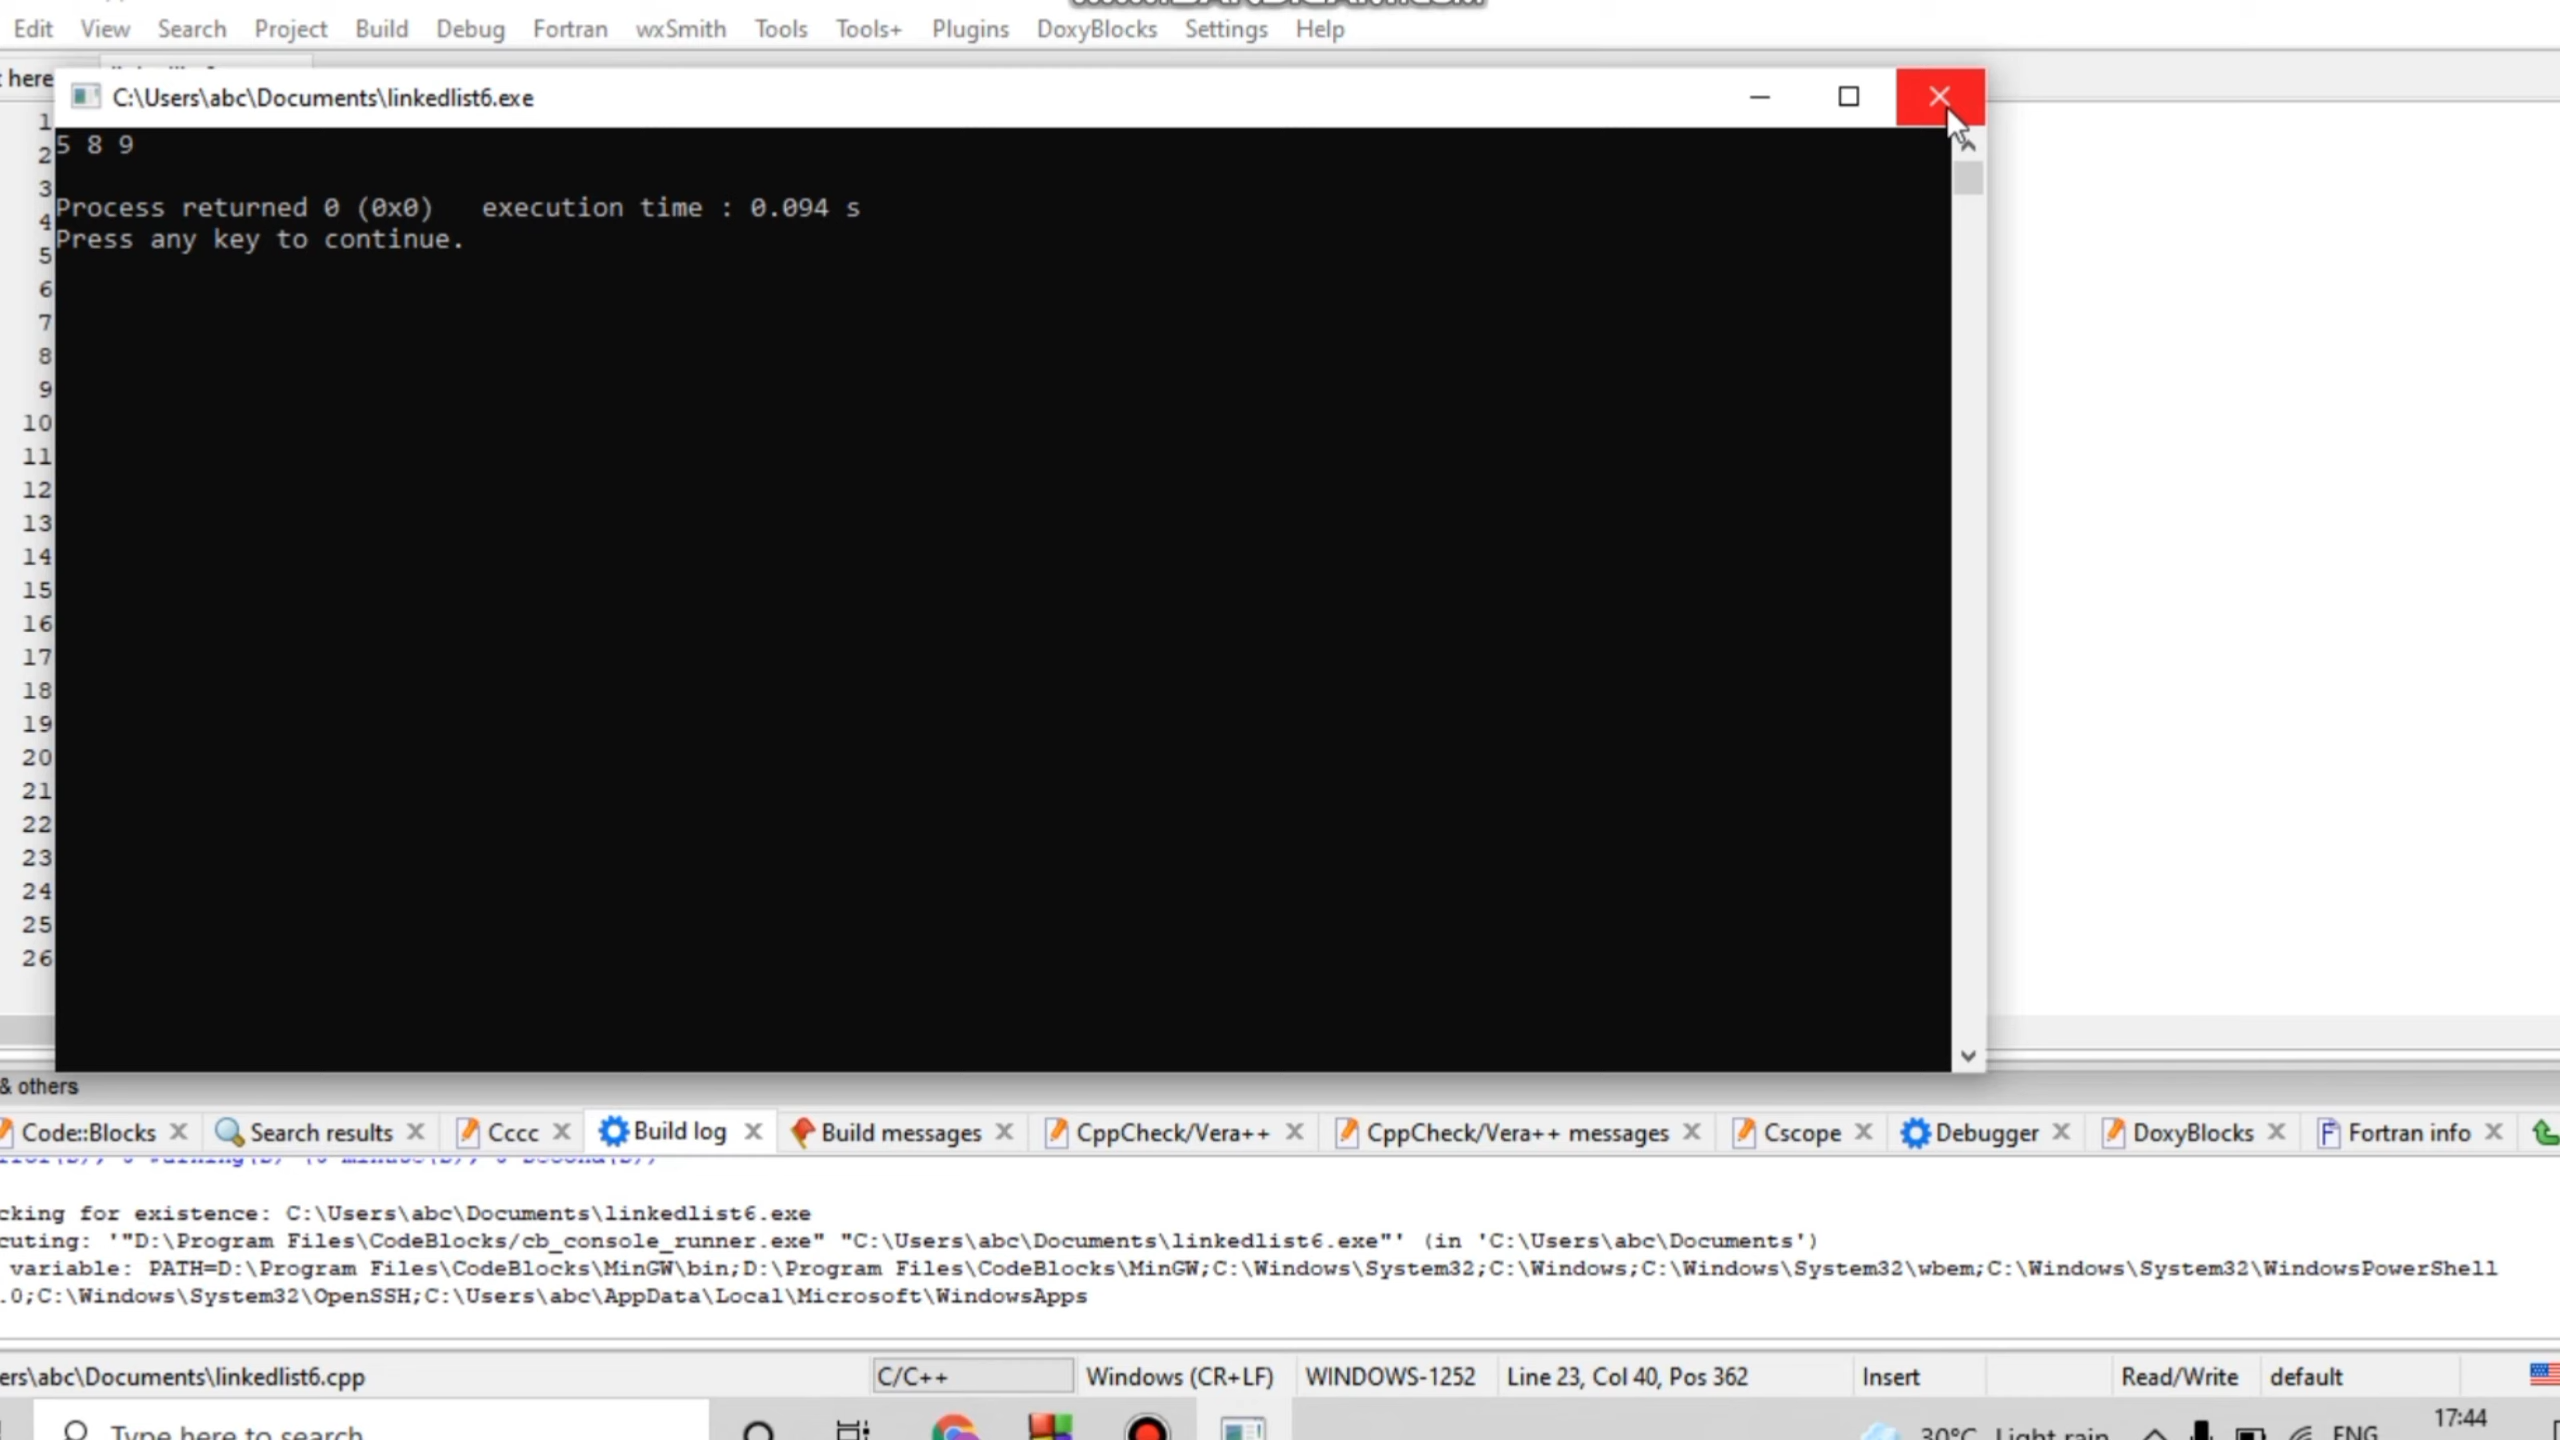 Edit View Search Project Build Debug Fortran wxSmith Tools Tools+ Plugins DoxyBlocks Settings Help
here
C:\Users\abc\Documents\linkedlist6.exe
1
2
3
4
5
6
7
8
9
10
11
12
13
14
15
16
17
18
19
20
21
22
23
24
25
26
5 8 9
Process returned 0 (0x0)   execution time : 0.094 s
Press any key to continue.
& others
Code::Blocks Search results Cccc Build log Build messages CppCheck/Vera++ CppCheck/Vera++ messages Cscope Debugger DoxyBlocks Fortran info
cking for existence: C:\Users\abc\Documents\linkedlist6.exe
cuting: '"D:\Program Files\CodeBlocks/cb_console_runner.exe" "C:\Users\abc\Documents\linkedlist6.exe"' (in 'C:\Users\abc\Documents')
variable: PATH=D:\Program Files\CodeBlocks\MinGW\bin;D:\Program Files\CodeBlocks\MinGW;C:\Windows\System32;C:\Windows;C:\Windows\System32\wbem;C:\Windows\System32\WindowsPowerShell
.0;C:\Windows\System32\OpenSSH;C:\Users\abc\AppData\Local\Microsoft\WindowsApps
ers\abc\Documents\linkedlist6.cpp C/C++ Windows (CR+LF) WINDOWS-1252 Line 23, Col 40, Pos 362 Insert Read/Write default
Type here to search 30°C Light rain ENG 17:44